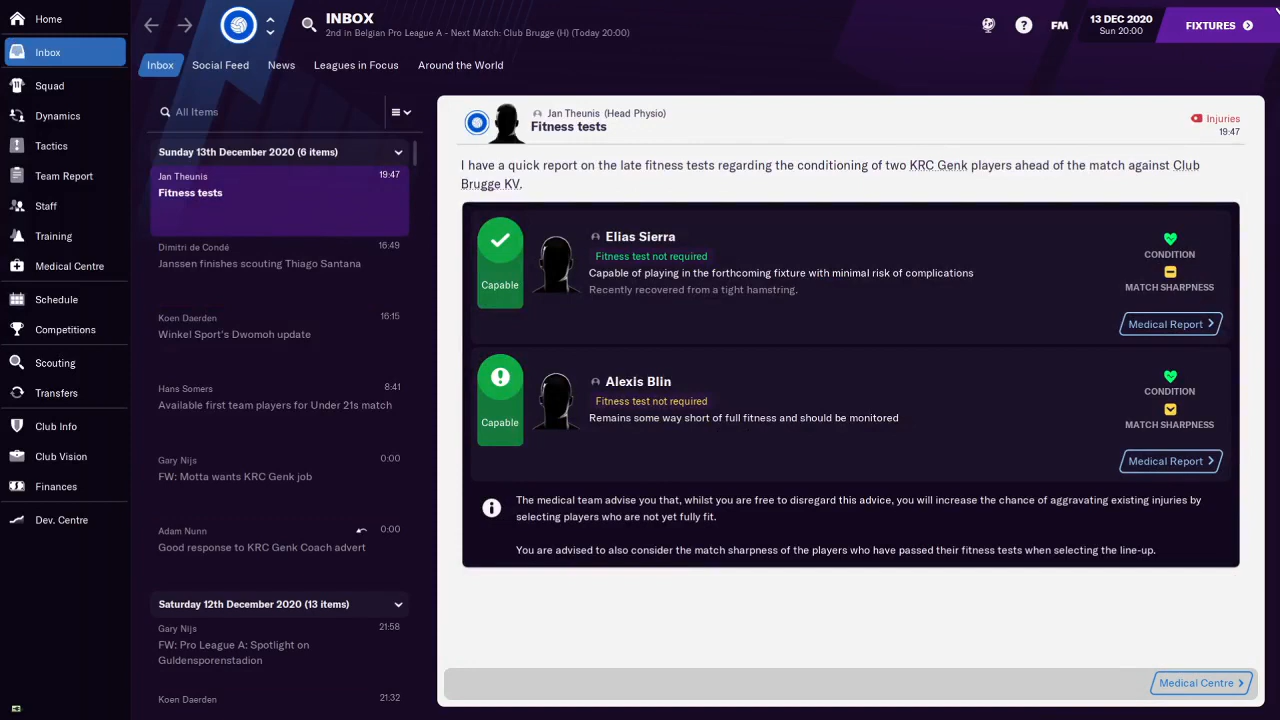 Home
Inbox
Squad
Dynamics
Tactics
Team Report
Staff
Training
Medical Centre
Schedule
Competitions
Scouting
Transfers
Club Info
Club Vision
Finances
Dev. Centre
INBOX
2nd in Belgian Pro League A - Next Match: Club Brugge (H) (Today 20:00)
FM
13 DEC 2020
Sun 20:00
FIXTURES
Inbox
Social Feed
News
Leagues in Focus
Around the World
All Items
Sunday 13th December 2020 (6 items)
Jan Theunis 19:47
Fitness tests
Dimitri de Condé 16:49
Janssen finishes scouting Thiago Santana
Koen Daerden 16:15
Winkel Sport's Dwomoh update
Hans Somers 8:41
Available first team players for Under 21s match
Gary Nijs 0:00
FW: Motta wants KRC Genk job
Adam Nunn 0:00
Good response to KRC Genk Coach advert
Saturday 12th December 2020 (13 items)
Gary Nijs 21:58
FW: Pro League A: Spotlight on
Guldensporenstadion
Koen Daerden 21:32
Jan Theunis (Head Physio)
Fitness tests
Injuries
19:47
I have a quick report on the late fitness tests regarding the conditioning of two KRC Genk players ahead of the match against Club
Brugge KV.
Capable
Elias Sierra
Fitness test not required
Capable of playing in the forthcoming fixture with minimal risk of complications
Recently recovered from a tight hamstring.
CONDITION
MATCH SHARPNESS
Medical Report
Capable
Alexis Blin
Fitness test not required
Remains some way short of full fitness and should be monitored
CONDITION
MATCH SHARPNESS
Medical Report
The medical team advise you that, whilst you are free to disregard this advice, you will increase the chance of aggravating existing injuries by
selecting players who are not yet fully fit.
You are advised to also consider the match sharpness of the players who have passed their fitness tests when selecting the line-up.
Medical Centre